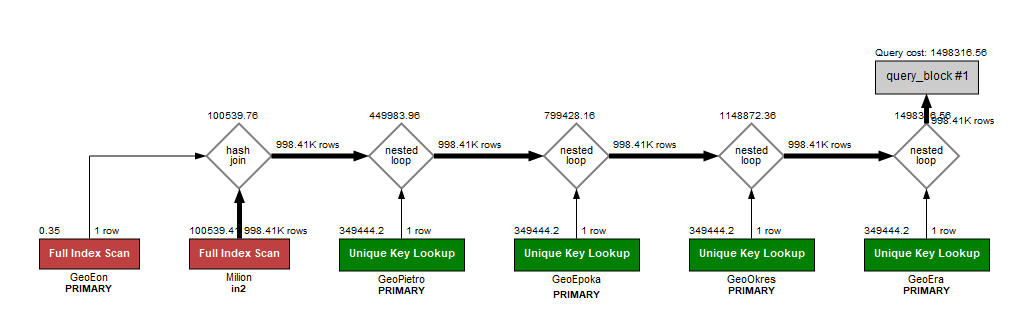 Query cost: 1498316.56
query_block #1
100539.76
449983.96
799428.16
1148872.36
1498316.56
998.41K rows
hash
join
998.41K rows
nested
loop
998.41K rows
nested
loop
998.41K rows
nested
loop
998.41K rows
nested
loop
0.35
1 row
100539.41
998.41K rows
349444.2
1 row
349444.2
1 row
349444.2
1 row
349444.2
1 row
Full Index Scan
Full Index Scan
Unique Key Lookup
Unique Key Lookup
Unique Key Lookup
Unique Key Lookup
GeoEon
PRIMARY
Milion
in2
GeoPietro
PRIMARY
GeoEpoka
PRIMARY
GeoOkres
PRIMARY
GeoEra
PRIMARY